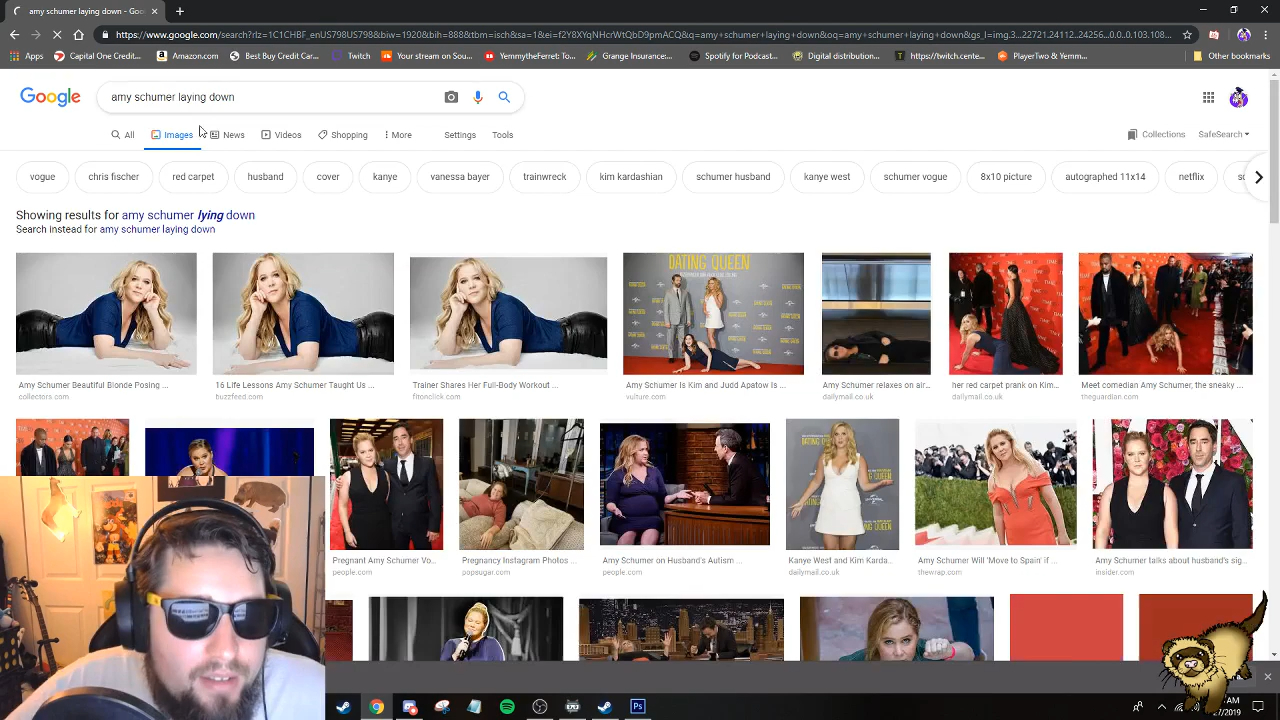 amy schumer laying down - Goo
https://www.google.com/search?rlz=1C1CHBF_enUS798US798&biw=1920&bih=888&tbm=isch&sa=1&ei=f2Y8XYqNHcrWtQbD9pmACQ&q=amy+schumer+laying+down&oq=amy+schumer+laying+down&gs_l=img.3...22721.24112..24256...0.0..0.103.108...
Apps
Capital One Credit...
Amazon.com
Best Buy Credit Car...
Twitch
Your stream on Sou...
YemmytheFerret: To...
Grange Insurance:...
Spotify for Podcast...
Digital distribution...
https://www.twitch...
PlayerTwo & Yemm...
Other bookmarks
Google
amy schumer laying down
All
Images
News
Videos
Shopping
More
Settings
Tools
Collections
SafeSearch
vogue
chris fischer
red carpet
husband
cover
kanye
vanessa bayer
trainwreck
kim kardashian
schumer husband
kanye west
schumer vogue
8x10 picture
autographed 11x14
netflix
Showing results for amy schumer lying down
Search instead for amy schumer laying down
DATING QUEEN
Amy Schumer Beautiful Blonde Posing ...
16 Life Lessons Amy Schumer Taught Us ...
Trainer Shares Her Full-Body Workout ...
Amy Schumer Is Kim and Judd Apatow Is ...
Amy Schumer relaxes on air...
her red carpet prank on Kim...
Meet comedian Amy Schumer, the sneaky ...
collectors.com
buzzfeed.com
fitonclick.com
vulture.com
dailymail.co.uk
dailymail.co.uk
theguardian.com
Pregnant Amy Schumer Vo...
Pregnancy Instagram Photos ...
Amy Schumer on Husband's Autism ...
Kanye West and Kim Karda...
Amy Schumer Will 'Move to Spain' if ...
Amy Schumer talks about husband's sig...
people.com
popsugar.com
people.com
dailymail.co.uk
thewrap.com
insider.com
AM
7/2019